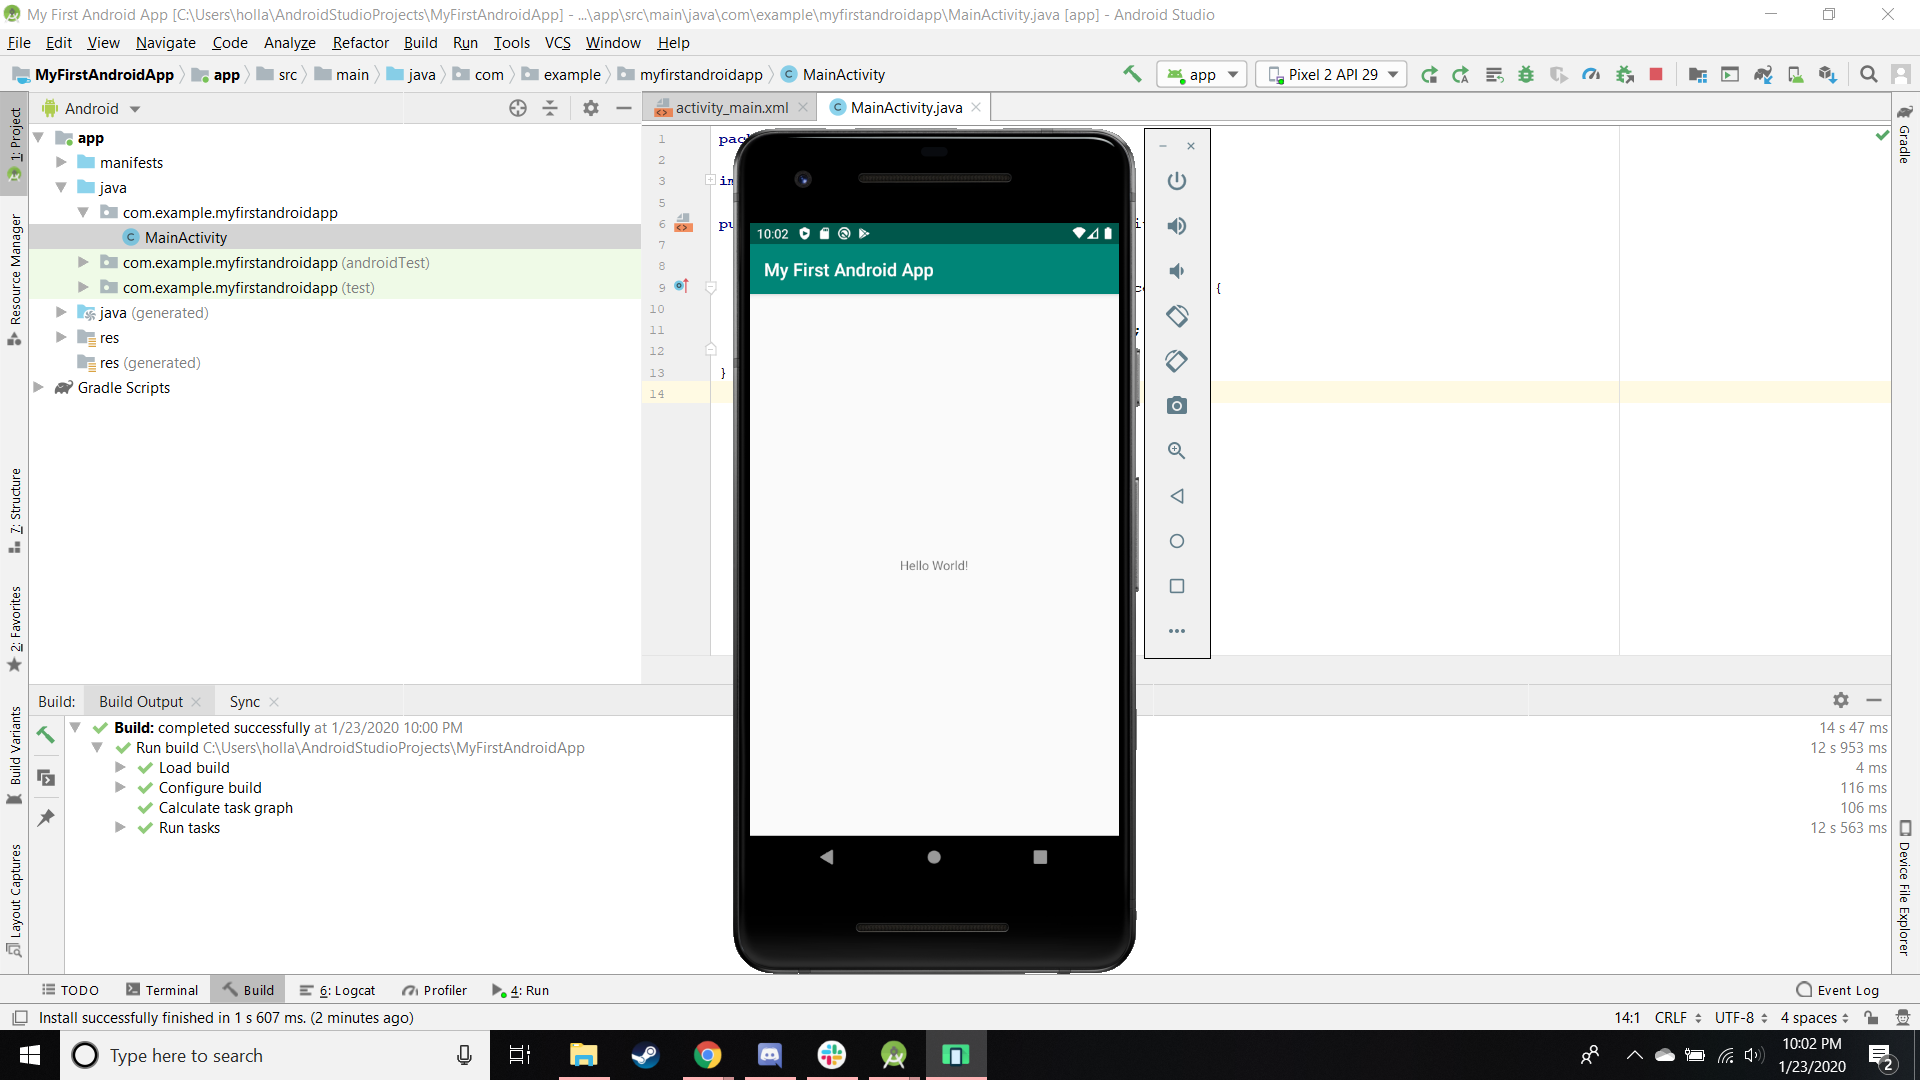 My First Android App [C:\Users\holla\AndroidStudioProjects\MyFirstAndroidApp] - ...\app\src\main\java\com\example\myfirstandroidapp\MainActivity.java [app] - Android Studio
File Edit View Navigate Code Analyze Refactor Build Run Tools VCS Window Help
MyFirstAndroidApp app src main java com example myfirstandroidapp MainActivity
app Pixel 2 API 29
1: Project
Resource Manager
7: Structure
2: Favorites
Build Variants
Layout Captures
Android
app
manifests
java
com.example.myfirstandroidapp
MainActivity
com.example.myfirstandroidapp (androidTest)
com.example.myfirstandroidapp (test)
java (generated)
res
res (generated)
Gradle Scripts
activity_main.xml MainActivity.java
1 pac
2
3 im
5
6 pu
7
8
9 {
10
11 ;
12
13 }
14
10:02
My First Android App
Hello World!
Gradle
Device File Explorer
Build: Build Output Sync
Build: completed successfully at 1/23/2020 10:00 PM 14 s 47 ms
Run build C:\Users\holla\AndroidStudioProjects\MyFirstAndroidApp 12 s 953 ms
Load build 4 ms
Configure build 116 ms
Calculate task graph 106 ms
Run tasks 12 s 563 ms
TODO Terminal Build 6: Logcat Profiler 4: Run Event Log
Install successfully finished in 1 s 607 ms. (2 minutes ago) 14:1 CRLF UTF-8 4 spaces
Type here to search
10:02 PM
1/23/2020
2